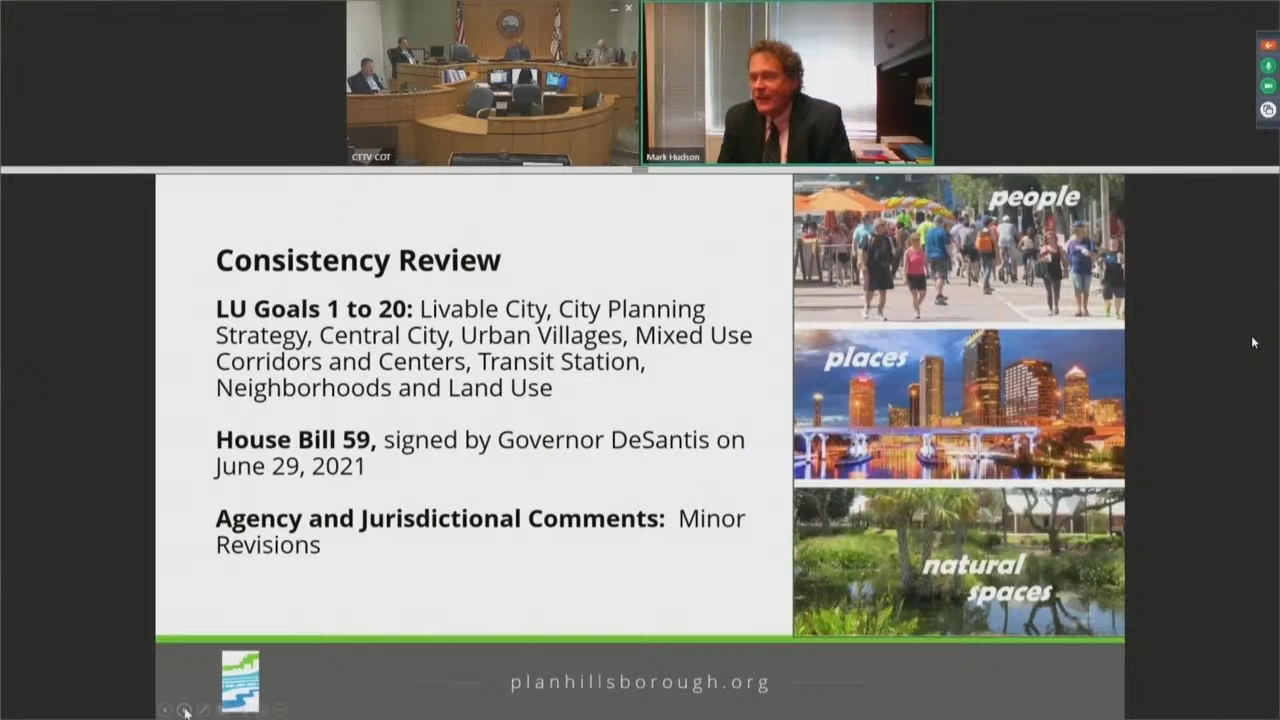 CTTV COT
Mark Hudson
Consistency Review
LU Goals 1 to 20: Livable City, City Planning
Strategy, Central City, Urban Villages, Mixed Use
Corridors and Centers, Transit Station,
Neighborhoods and Land Use
House Bill 59, signed by Governor DeSantis on
June 29, 2021
Agency and Jurisdictional Comments:  Minor
Revisions
people
places
natural
spaces
planhillsborough.org